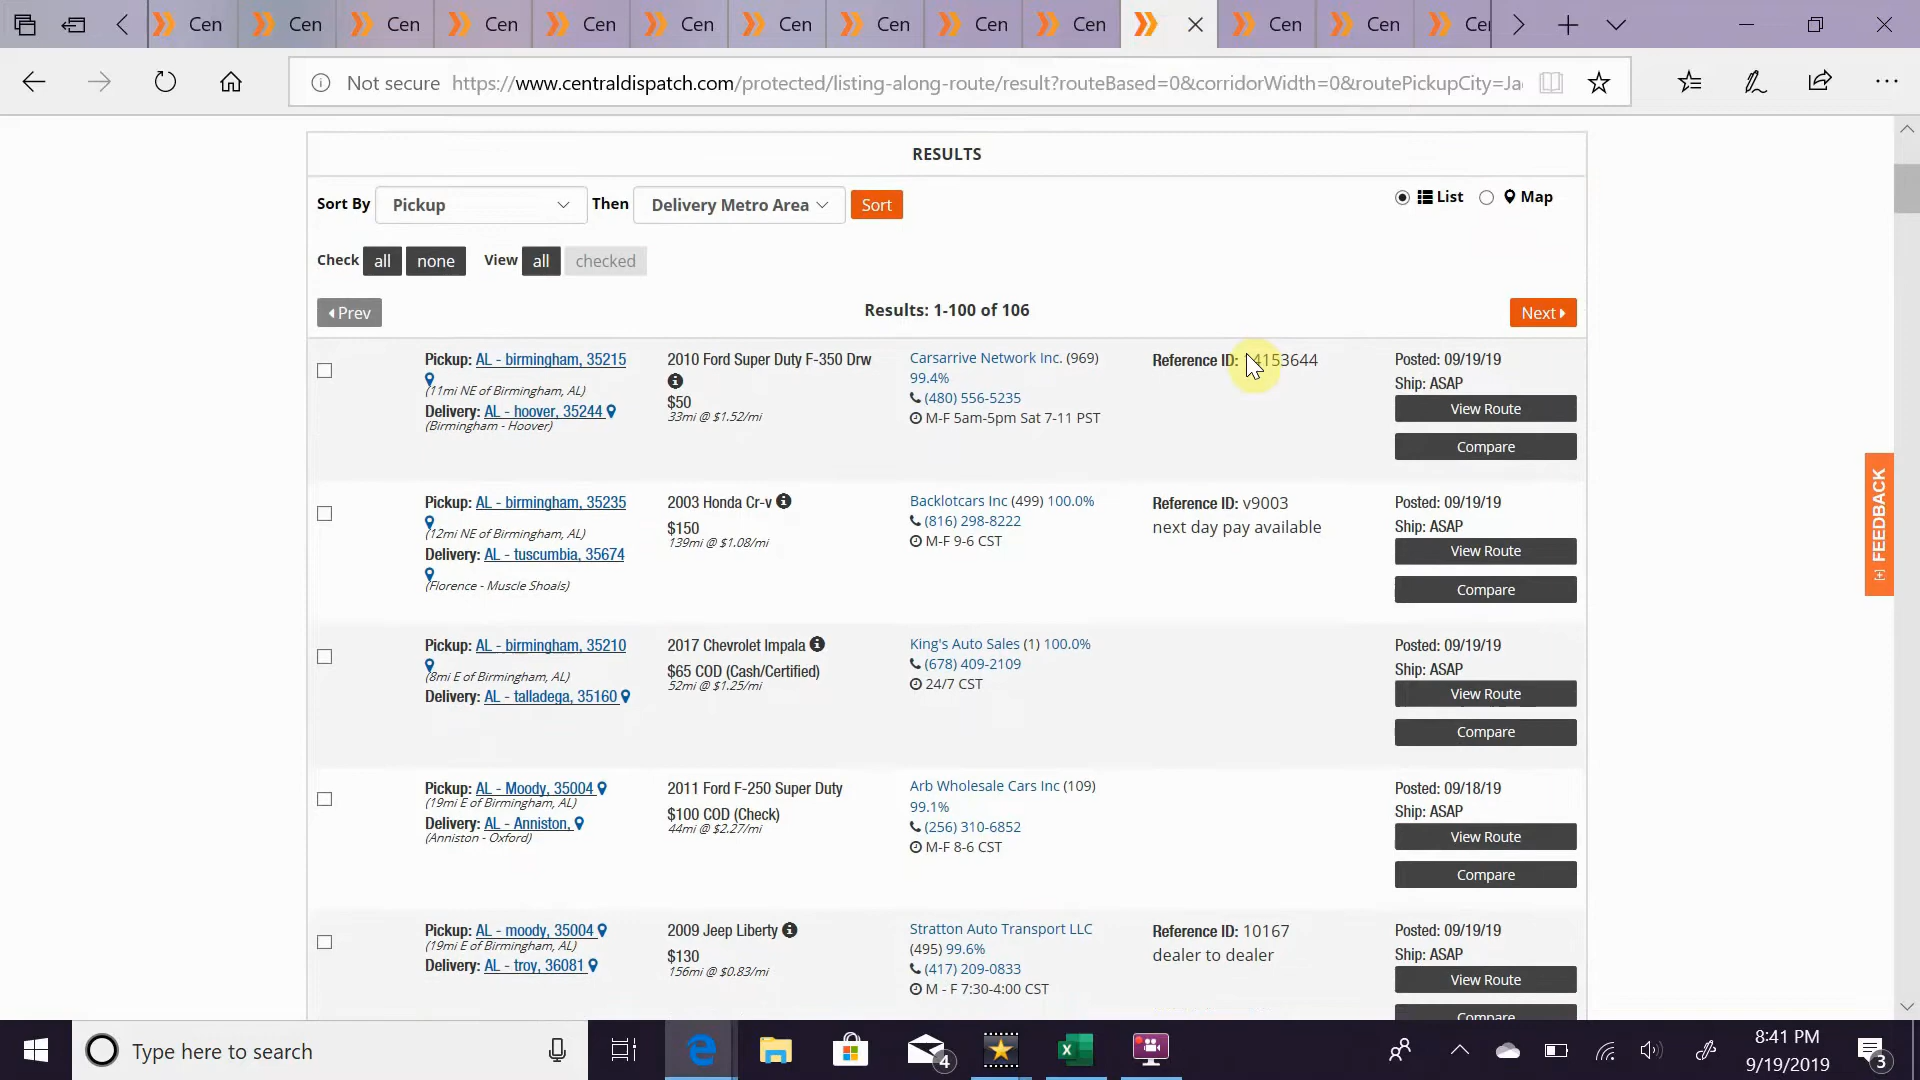 Cen Cen Cen Cen Cen Cen Cen Cen Cen Cen Cen Cen Cen
Not secure https://www.centraldispatch.com/protected/listing-along-route/result?routeBased=0&corridorWidth=0&routePickupCity=Ja
RESULTS
Sort By Pickup Then Delivery Metro Area Sort List Map
Check all none View all checked
Prev Results: 1-100 of 106 Next
Pickup: AL - birmingham, 35215
(11mi NE of Birmingham, AL)
Delivery: AL - hoover, 35244
(Birmingham - Hoover)
2010 Ford Super Duty F-350 Drw
$50
33mi @ $1.52/mi
Carsarrive Network Inc. (969)
99.4%
(480) 556-5235
M-F 5am-5pm Sat 7-11 PST
Reference ID:
Posted: 09/19/19
Ship: ASAP
View Route
Compare
Pickup: AL - birmingham, 35235
(12mi NE of Birmingham, AL)
Delivery: AL - tuscumbia, 35674
(Florence - Muscle Shoals)
2003 Honda Cr-v
$150
139mi @ $1.08/mi
Backlotcars Inc (499) 100.0%
(816) 298-8222
M-F 9-6 CST
Reference ID: v9003
next day pay available
Posted: 09/19/19
Ship: ASAP
View Route
Compare
Pickup: AL - birmingham, 35210
(8mi E of Birmingham, AL)
Delivery: AL - talladega, 35160
2017 Chevrolet Impala
$65 COD (Cash/Certified)
52mi @ $1.25/mi
King's Auto Sales (1) 100.0%
(678) 409-2109
24/7 CST
Posted: 09/19/19
Ship: ASAP
View Route
Compare
Pickup: AL - Moody, 35004
(19mi E of Birmingham, AL)
Delivery: AL - Anniston,
(Anniston - Oxford)
2011 Ford F-250 Super Duty
$100 COD (Check)
44mi @ $2.27/mi
Arb Wholesale Cars Inc (109)
99.1%
(256) 310-6852
M-F 8-6 CST
Posted: 09/18/19
Ship: ASAP
View Route
Compare
Pickup: AL - moody, 35004
(19mi E of Birmingham, AL)
Delivery: AL - troy, 36081
2009 Jeep Liberty
$130
156mi @ $0.83/mi
Stratton Auto Transport LLC
(495) 99.6%
(417) 209-0833
M - F 7:30-4:00 CST
Reference ID: 10167
dealer to dealer
Posted: 09/19/19
Ship: ASAP
View Route
Compare
[+] FEEDBACK
Type here to search
4
8:41 PM
9/19/2019
3